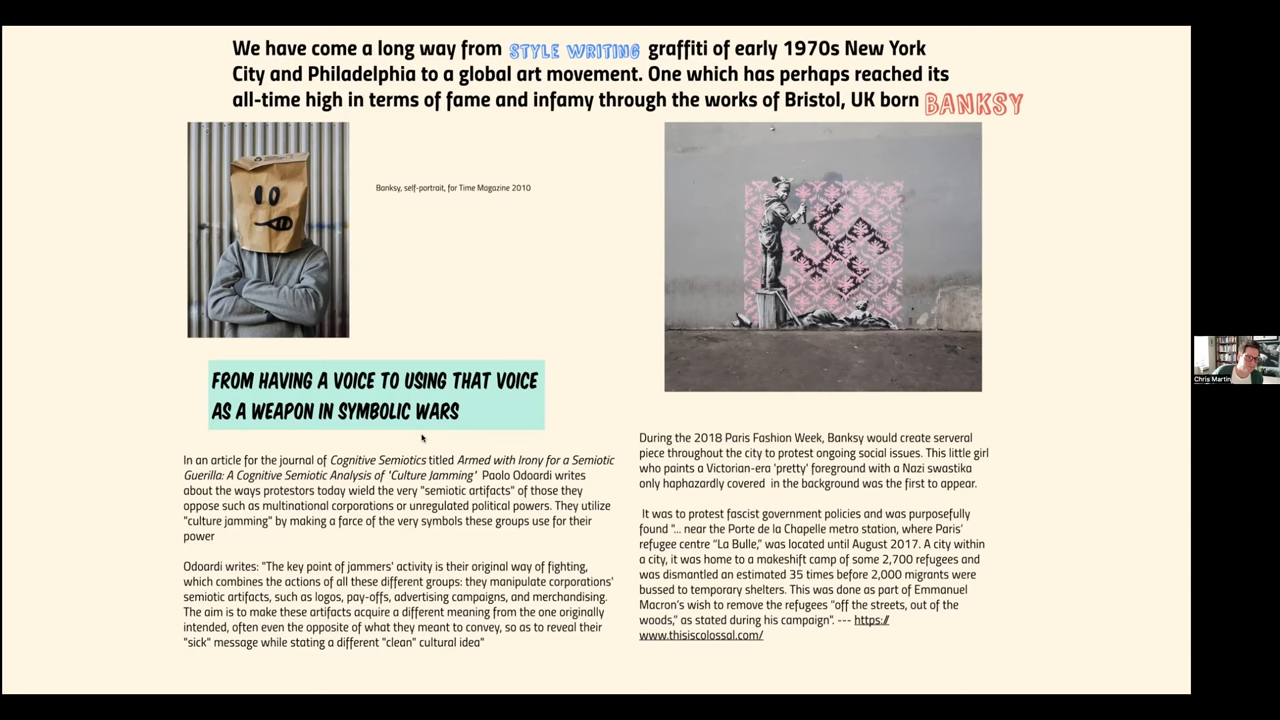 We have come a long way from STYLE WRITING graffiti of early 1970s New York
City and Philadelphia to a global art movement. One which has perhaps reached its
all-time high in terms of fame and infamy through the works of Bristol, UK born BANKSY
Banksy, self-portrait, for Time Magazine 2010
FROM HAVING A VOICE TO USING THAT VOICE
AS A WEAPON IN SYMBOLIC WARS
In an article for the journal of Cognitive Semiotics titled Armed with Irony for a Semiotic
Guerilla: A Cognitive Semiotic Analysis of 'Culture Jamming' Paolo Odoardi writes
about the ways protestors today wield the very "semiotic artifacts" of those they
oppose such as multinational corporations or unregulated political powers. They utilize
"culture jamming" by making a farce of the very symbols these groups use for their
power
Odoardi writes: "The key point of jammers' activity is their original way of fighting,
which combines the actions of all these different groups: they manipulate corporations'
semiotic artifacts, such as logos, pay-offs, advertising campaigns, and merchandising.
The aim is to make these artifacts acquire a different meaning from the one originally
intended, often even the opposite of what they meant to convey, so as to reveal their
"sick" message while stating a different "clean" cultural idea"
During the 2018 Paris Fashion Week, Banksy would create serveral
piece throughout the city to protest ongoing social issues. This little girl
who paints a Victorian-era 'pretty' foreground with a Nazi swastika
only haphazardly covered in the background was the first to appear.
It was to protest fascist government policies and was purposefully
found "... near the Porte de la Chapelle metro station, where Paris'
refugee centre "La Bulle," was located until August 2017. A city within
a city, it was home to a makeshift camp of some 2,700 refugees and
was dismantled an estimated 35 times before 2,000 migrants were
bussed to temporary shelters. This was done as part of Emmanuel
Macron's wish to remove the refugees "off the streets, out of the
woods," as stated during his campaign". --- https://
www.thisiscolossal.com/
Chris Martin